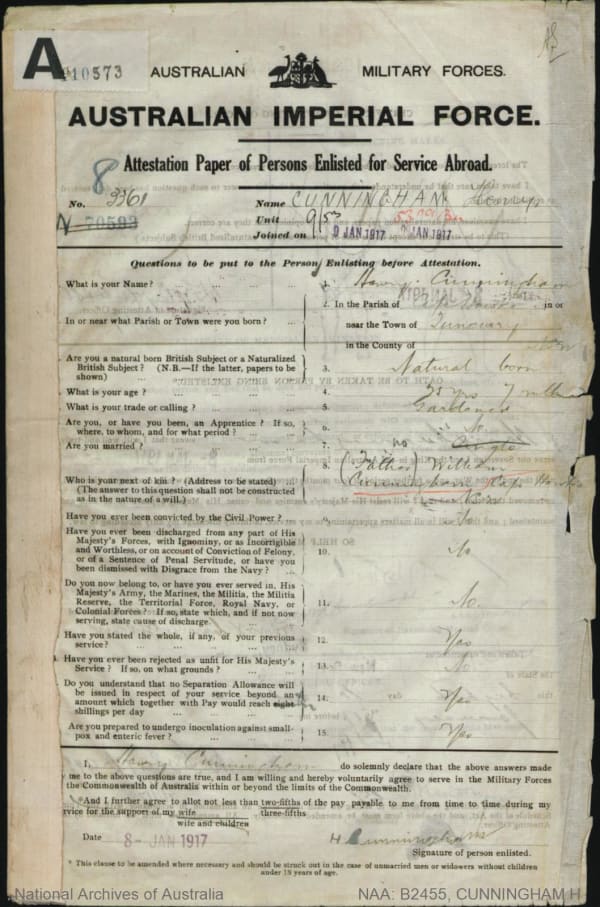 A
10573
AUSTRALIAN MILITARY FORCES.
AUSTRALIAN IMPERIAL FORCE.
Attestation Paper of Persons Enlisted for Service Abroad.
8
No. 3361 Name CUNNINGHAM Harry
N 70593 Unit 9/53
Joined on 9 JAN 1917 9 JAN 1917
Questions to be put to the Person Enlisting before Attestation.
What is your Name? ... 1. Harry Cunningham
In or near what Parish or Town were you born? ... 2. In the Parish of in or
near the Town of
in the County of
Are you a natural born British Subject or a Naturalized
British Subject? (N.B.—If the latter, papers to be
shown) 3. Natural born
What is your age? 4.
What is your trade or calling? 5. Gardener
Are you, or have you been, an Apprentice? If so,
where, to whom, and for what period? 6. No
Are you married? 7. no Single
Who is your next of kin? (Address to be stated)
(The answer to this question shall not be constructed
as in the nature of a will.) 8. (Father) William
Cunningham
Have you ever been convicted by the Civil Power? 9. No
Have you ever been discharged from any part of His
Majesty's Forces, with Ignominy, or as Incorrigible
and Worthless, or on account of Conviction of Felony,
or of a Sentence of Penal Servitude, or have you
been dismissed with Disgrace from the Navy? 10. No
Do you now belong to, or have you ever served in, His
Majesty's Army, the Marines, the Militia, the Militia
Reserve, the Territorial Force, Royal Navy, or
Colonial Forces? If so, state which, and if not now
serving, state cause of discharge 11. No.
Have you stated the whole, if any, of your previous
service? 12. Yes
Have you ever been rejected as unfit for His Majesty's
Service? If so, on what grounds? 13. No
Do you understand that no Separation Allowance will
be issued in respect of your service beyond an
amount which together with Pay would reach eight
shillings per day 14. Yes
Are you prepared to undergo inoculation against small-
pox and enteric fever? 15. Yes
I, Harry Cunningham do solemnly declare that the above answers made
me to the above questions are true, and I am willing and hereby voluntarily agree to serve in the Military Forces
the Commonwealth of Australia within or beyond the limits of the Commonwealth.
*And I further agree to allot not less than two-fifths of the pay payable to me from time to time during my
three-fifths
rvice for the support of my wife
wife and children
Date 8- JAN 1917 H Cunningham
Signature of person enlisted.
* This clause to be amended where necessary and should be struck out in the case of unmarried men or widowers without children
under 18 years of age.
National Archives of Australia NAA: B2455, CUNNINGHAM H